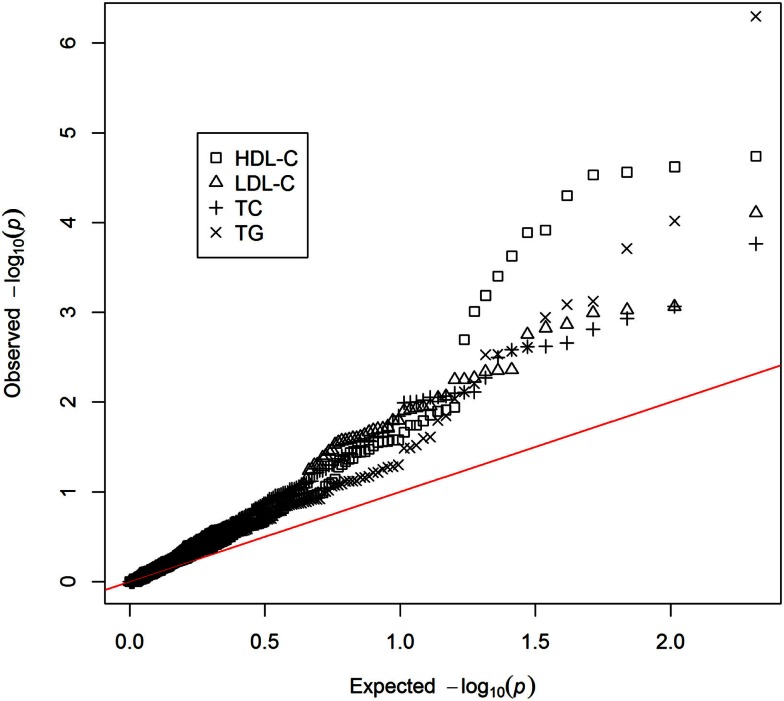 6
5
4
3
2
1
0
Observed −log10(p)
HDL-C
LDL-C
TC
TG
0.0 0.5 1.0 1.5 2.0
Expected −log10(p)